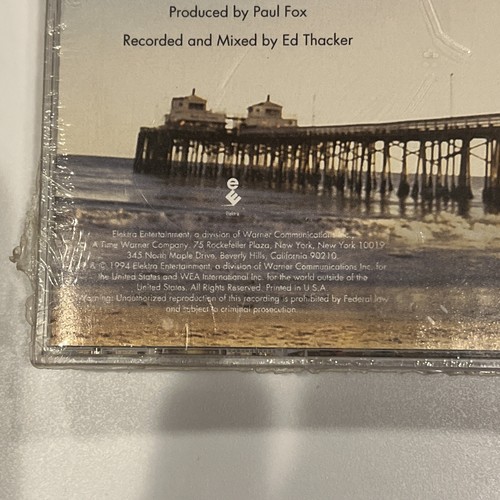 Produced by Paul Fox
Recorded and Mixed by Ed Thacker
Elektra Entertainment, a division of Warner Communications Inc.
A Time Warner Company, 75 Rockefeller Plaza, New York, New York 10019
345 North Maple Drive, Beverly Hills, California 90210.
& © 1994 Elektra Entertainment, a division of Warner Communications Inc. for
the United States and WEA International Inc. for the world outside of the
United States. All Rights Reserved. Printed in U.S.A.
Warning: Unauthorized reproduction of this recording is prohibited by Federal law
and subject to criminal prosecution.